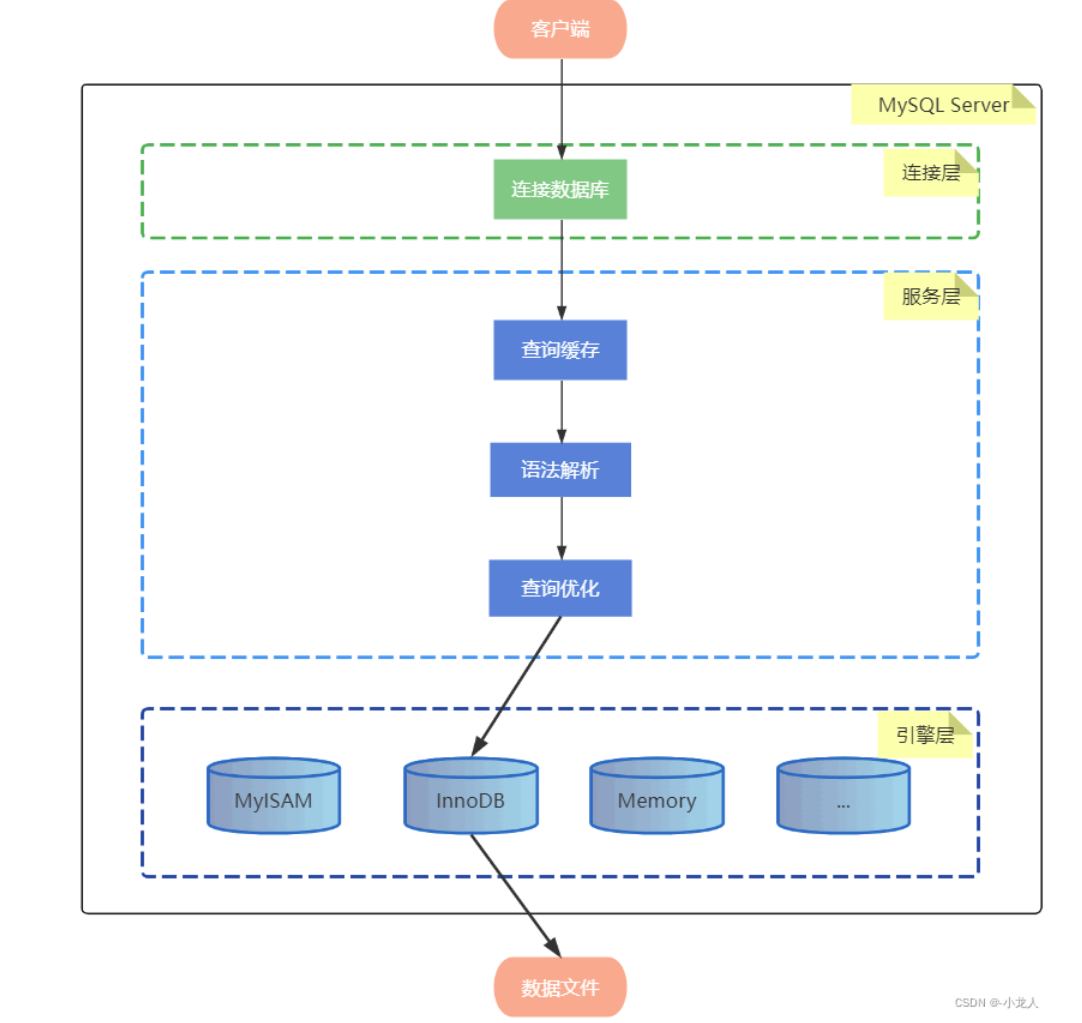 客户端
MySQL Server
连接层
连接数据库
服务层
查询缓存
语法解析
查询优化
引擎层
MyISAM
InnoDB
Memory
...
数据文件
CSDN @-小龙人